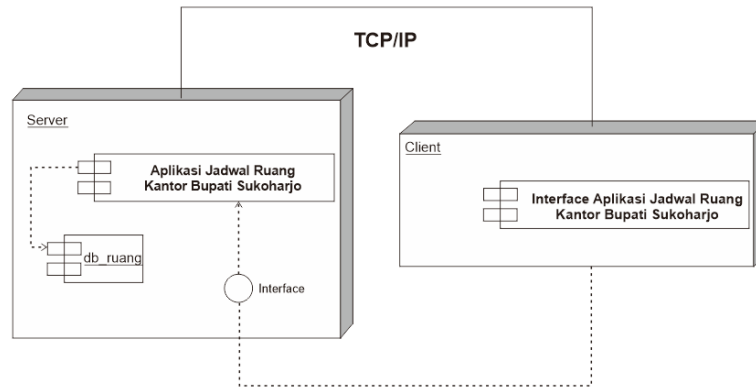 TCP/IP
Server
Aplikasi Jadwal Ruang
Kantor Bupati Sukoharjo
db_ruang
Interface
Client
Interface Aplikasi Jadwal Ruang
Kantor Bupati Sukoharjo